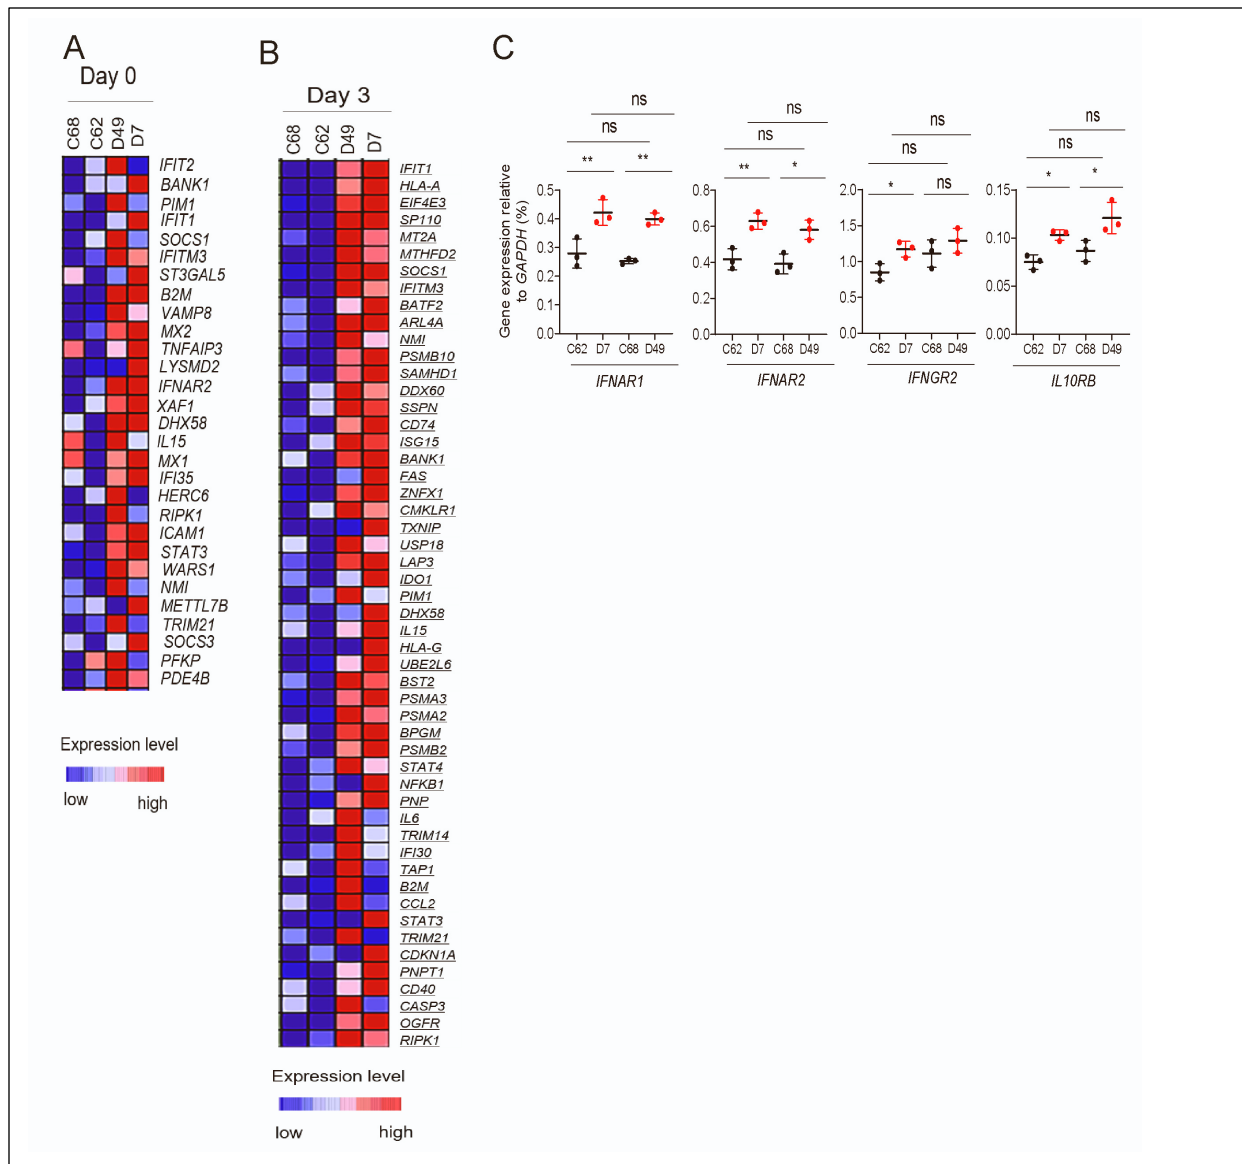 A
Day 0
C68 C62 D49 D7
IFIT2
BANK1
PIM1
IFIT1
SOCS1
IFITM3
ST3GAL5
B2M
VAMP8
MX2
TNFAIP3
LYSMD2
IFNAR2
XAF1
DHX58
IL15
MX1
IFI35
HERC6
RIPK1
ICAM1
STAT3
WARS1
NMI
METTL7B
TRIM21
SOCS3
PFKP
PDE4B
Expression level
low high
B
Day 3
C68 C62 D49 D7
IFIT1
HLA-A
EIF4E3
SP110
MT2A
MTHFD2
SOCS1
IFITM3
BATF2
ARL4A
NMI
PSMB10
SAMHD1
DDX60
SSPN
CD74
ISG15
BANK1
FAS
ZNFX1
CMKLR1
TXNIP
USP18
LAP3
IDO1
PIM1
DHX58
IL15
HLA-G
UBE2L6
BST2
PSMA3
PSMA2
BPGM
PSMB2
STAT4
NFKB1
PNP
IL6
TRIM14
IFI30
TAP1
B2M
CCL2
STAT3
TRIM21
CDKN1A
PNPT1
CD40
CASP3
OGFR
RIPK1
Expression level
low high
C
Gene expression relative
to GAPDH (%)
ns
ns
** **
0.5
0.4
0.3
0.2
0.1
0.0
C62 D7 C68 D49
IFNAR1
ns
ns
** *
0.8
0.6
0.4
0.2
0.0
C62 D7 C68 D49
IFNAR2
ns
ns
* ns
2.0
1.5
1.0
0.5
0.0
C62 D7 C68 D49
IFNGR2
ns
ns
* *
0.15
0.10
0.05
0.00
C62 D7 C68 D49
IL10RB